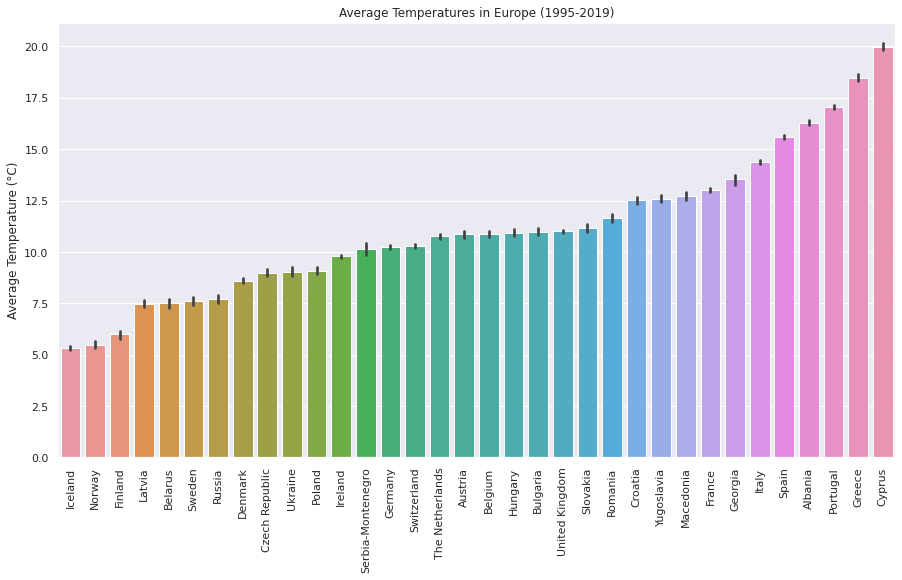 Average Temperatures in Europe (1995-2019)
Average Temperature (°C)
20.0
17.5
15.0
12.5
10.0
7.5
5.0
2.5
0.0
Iceland
Norway
Finland
Latvia
Belarus
Sweden
Russia
Denmark
Czech Republic
Ukraine
Poland
Ireland
Serbia-Montenegro
Germany
Switzerland
The Netherlands
Austria
Belgium
Hungary
Bulgaria
United Kingdom
Slovakia
Romania
Croatia
Yugoslavia
Macedonia
France
Georgia
Italy
Spain
Albania
Portugal
Greece
Cyprus